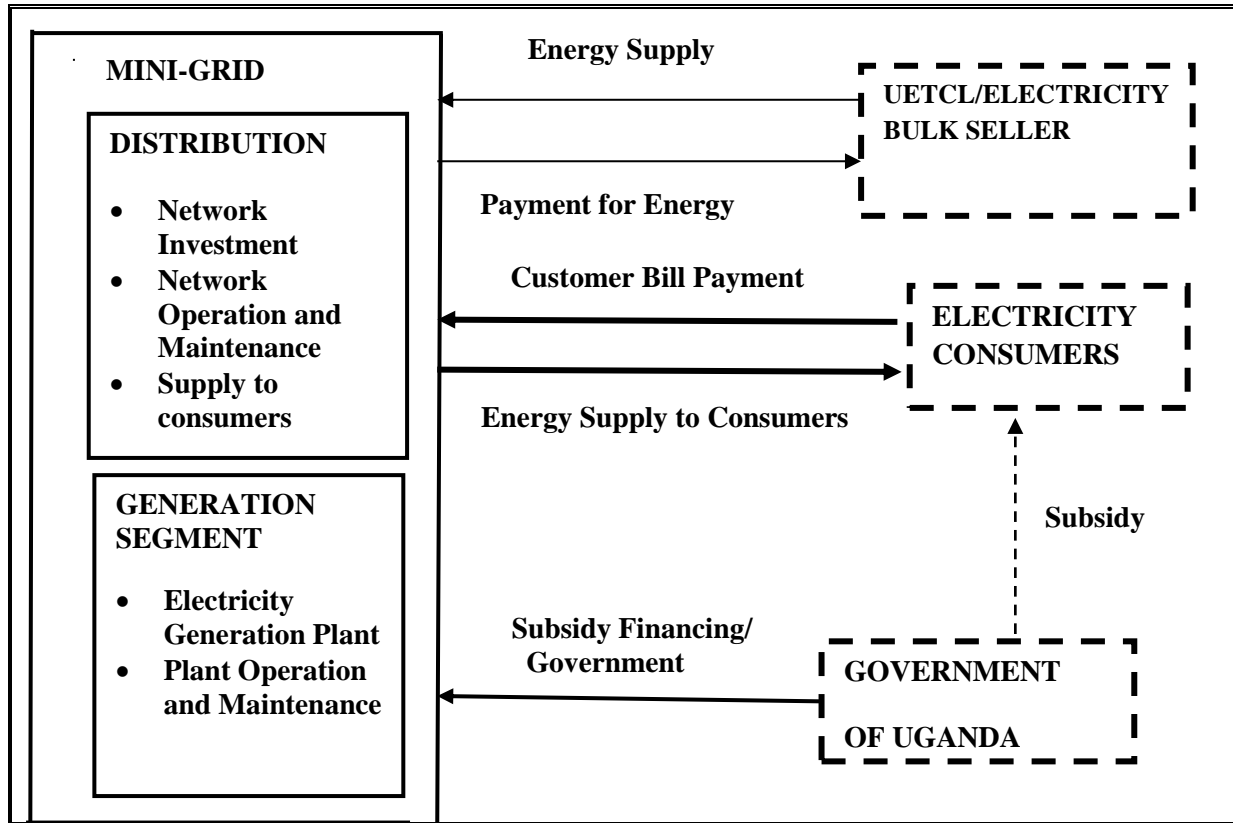 MINI-GRID
DISTRIBUTION
• Network
Investment
• Network
Operation and
Maintenance
• Supply to
consumers
GENERATION
SEGMENT
• Electricity
Generation Plant
• Plant Operation
and Maintenance
Energy Supply
Payment for Energy
UETCL/ELECTRICITY
BULK SELLER
Customer Bill Payment
Energy Supply to Consumers
ELECTRICITY
CONSUMERS
Subsidy
Subsidy Financing/
Government
GOVERNMENT
OF UGANDA